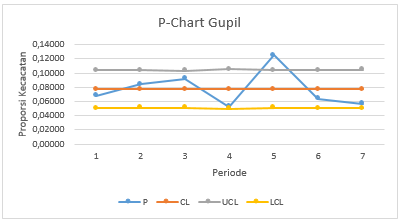 P-Chart Gupil
0,14000
0,12000
0,10000
0,08000
0,06000
0,04000
0,02000
0,00000
Proporsi Kecacatan
1 2 3 4 5 6 7
Periode
P CL UCL LCL